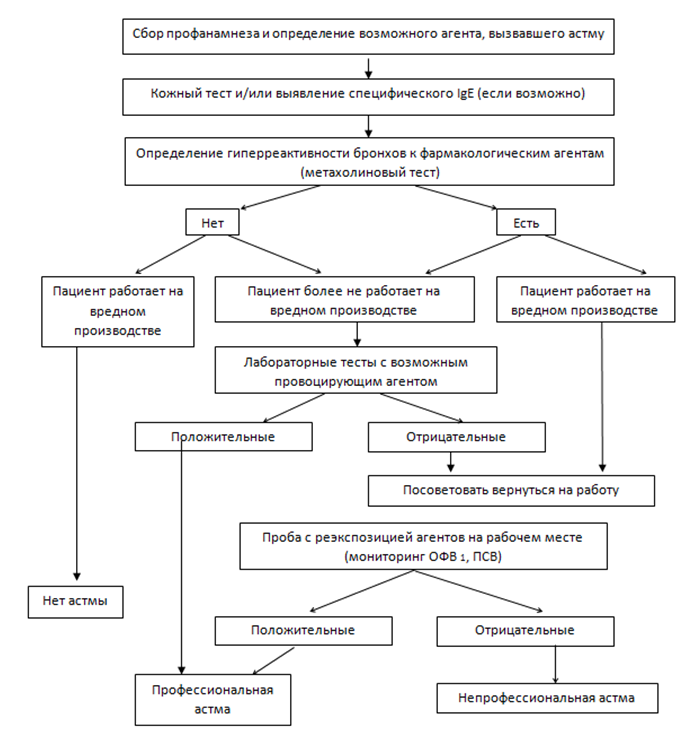 Сбор профанамнеза и определение возможного агента, вызвавшего астму
Кожный тест и/или выявление специфического IgE (если возможно)
Определение гиперреактивности бронхов к фармакологическим агентам
(метахолиновый тест)
Нет
Есть
Пациент работает на
вредном
производстве
Пациент более не работает на
вредном производстве
Пациент работает на
вредном производстве
Лабораторные тесты с возможным
провоцирующим агентом
Положительные
Отрицательные
Посоветовать вернуться на работу
Проба с реэкспозицией агентов на рабочем месте
(мониторинг ОФВ 1, ПСВ)
Нет астмы
Положительные
Отрицательные
Профессиональная
астма
Непрофессиональная астма